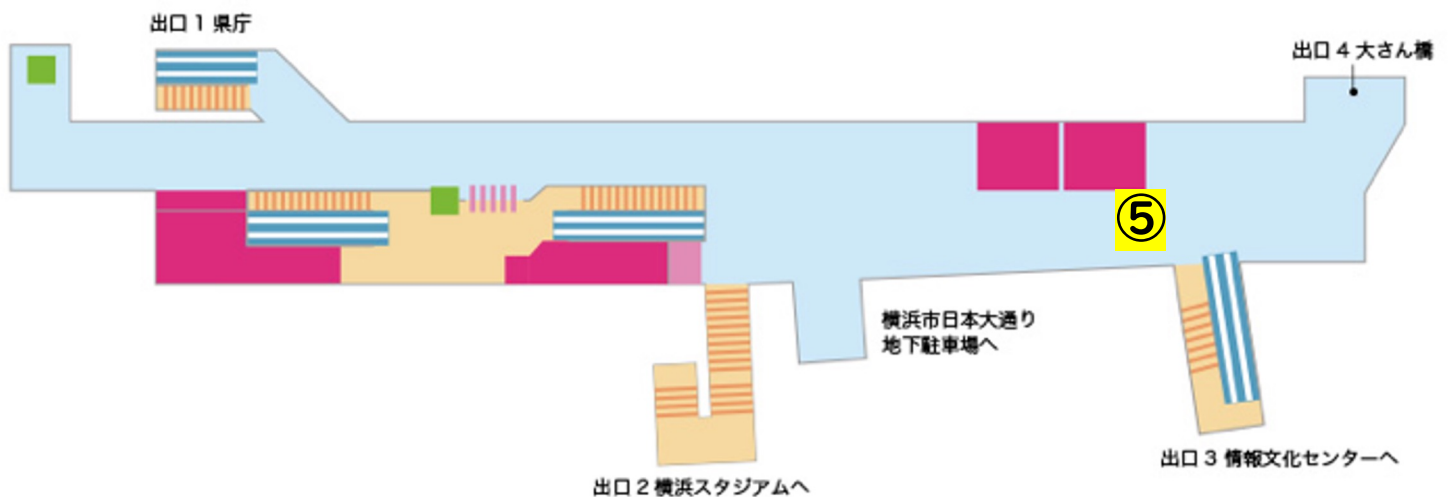 出口 1 県庁
出口 4 大さん橋
⑤
横浜市日本大通り
地下駐車場へ
出口 3 情報文化センターへ
出口 2 横浜スタジアムへ